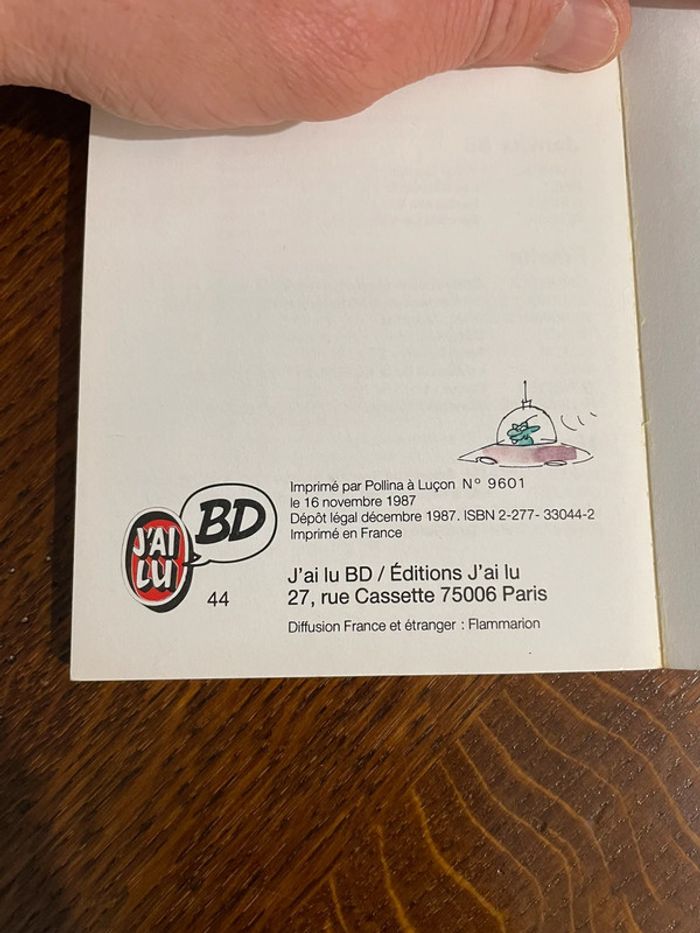 Imprimé par Pollina à Luçon N° 9601
le 16 novembre 1987
Dépôt légal décembre 1987. ISBN 2-277- 33044-2
Imprimé en France
BD
J'AI
LU
44
J'ai lu BD / Éditions J'ai lu
27, rue Cassette 75006 Paris
Diffusion France et étranger : Flammarion